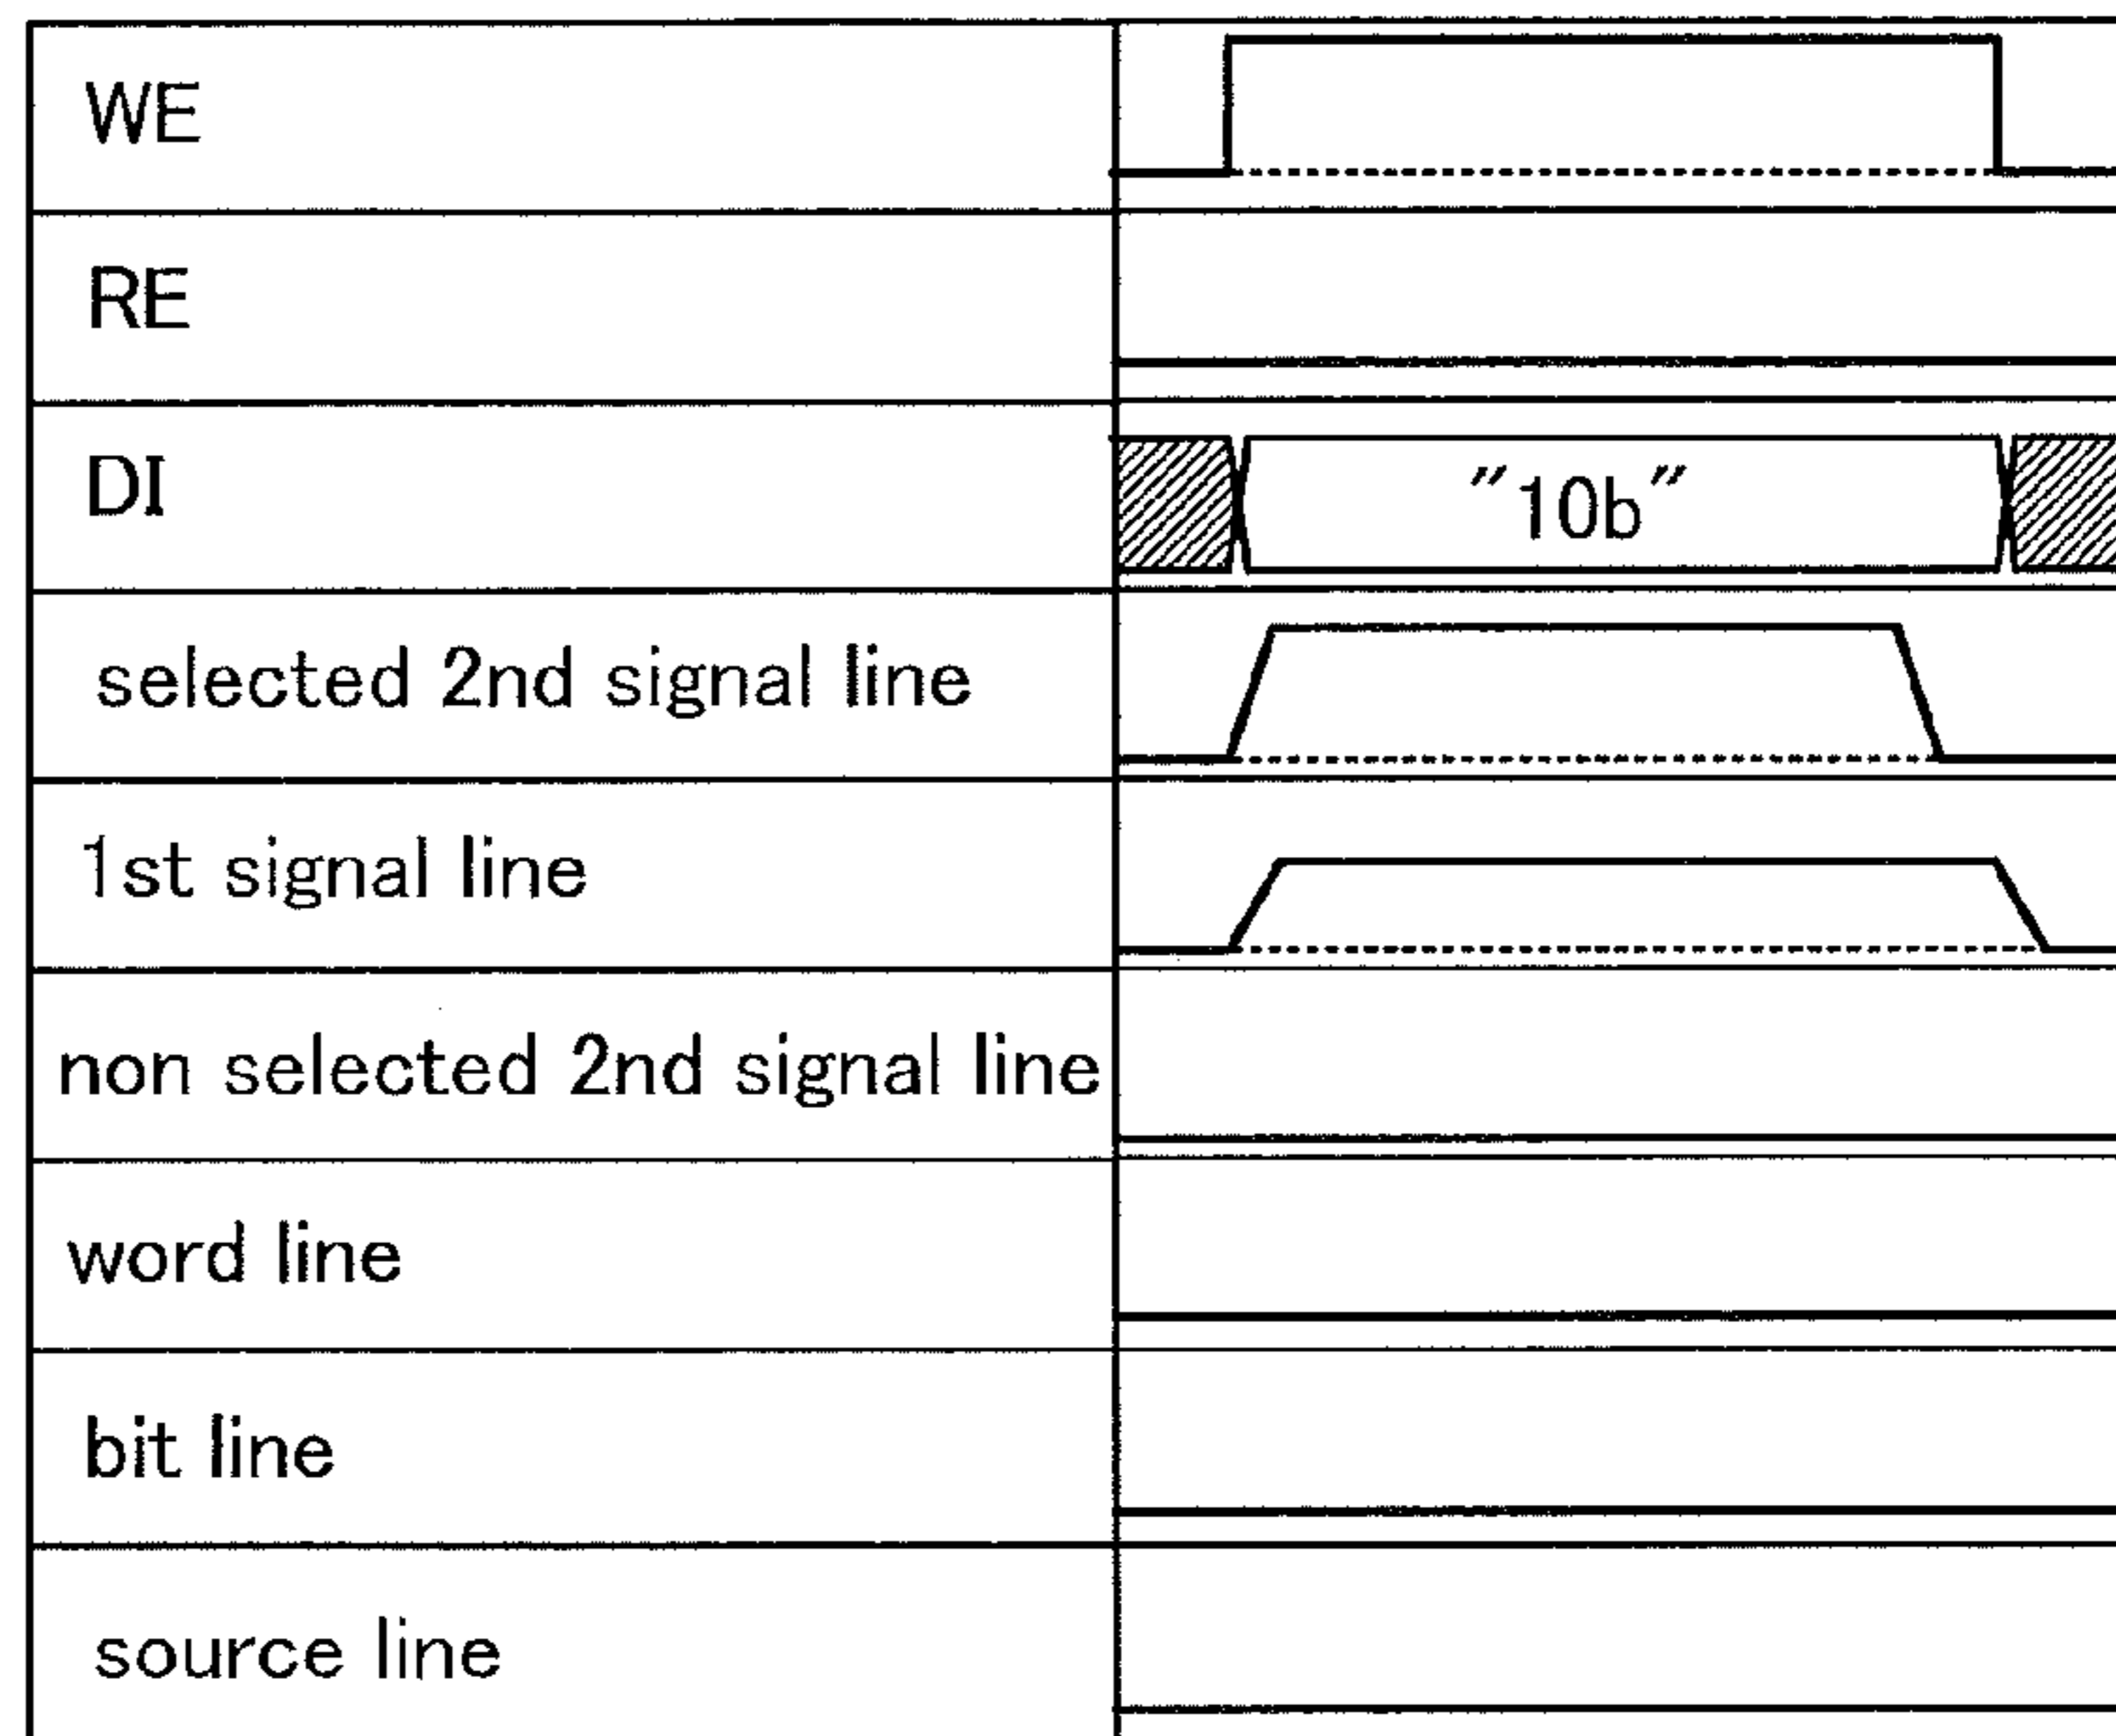 WE
RE
DI
"10b"
selected 2nd signal line
1st signal line
non selected 2nd signal line
word line
bit line
source line